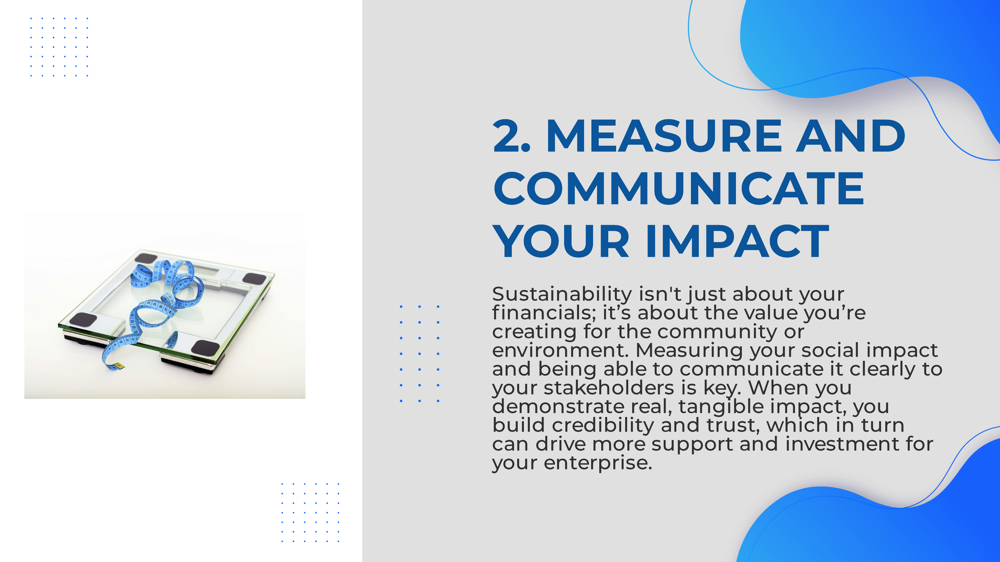 2. MEASURE AND
COMMUNICATE
YOUR IMPACT
Sustainability isn't just about your
financials; it’s about the value you’re
creating for the community or
environment. Measuring your social impact
and being able to communicate it clearly to
your stakeholders is key. When you
demonstrate real, tangible impact, you
build credibility and trust, which in turn
can drive more support and investment for
your enterprise.